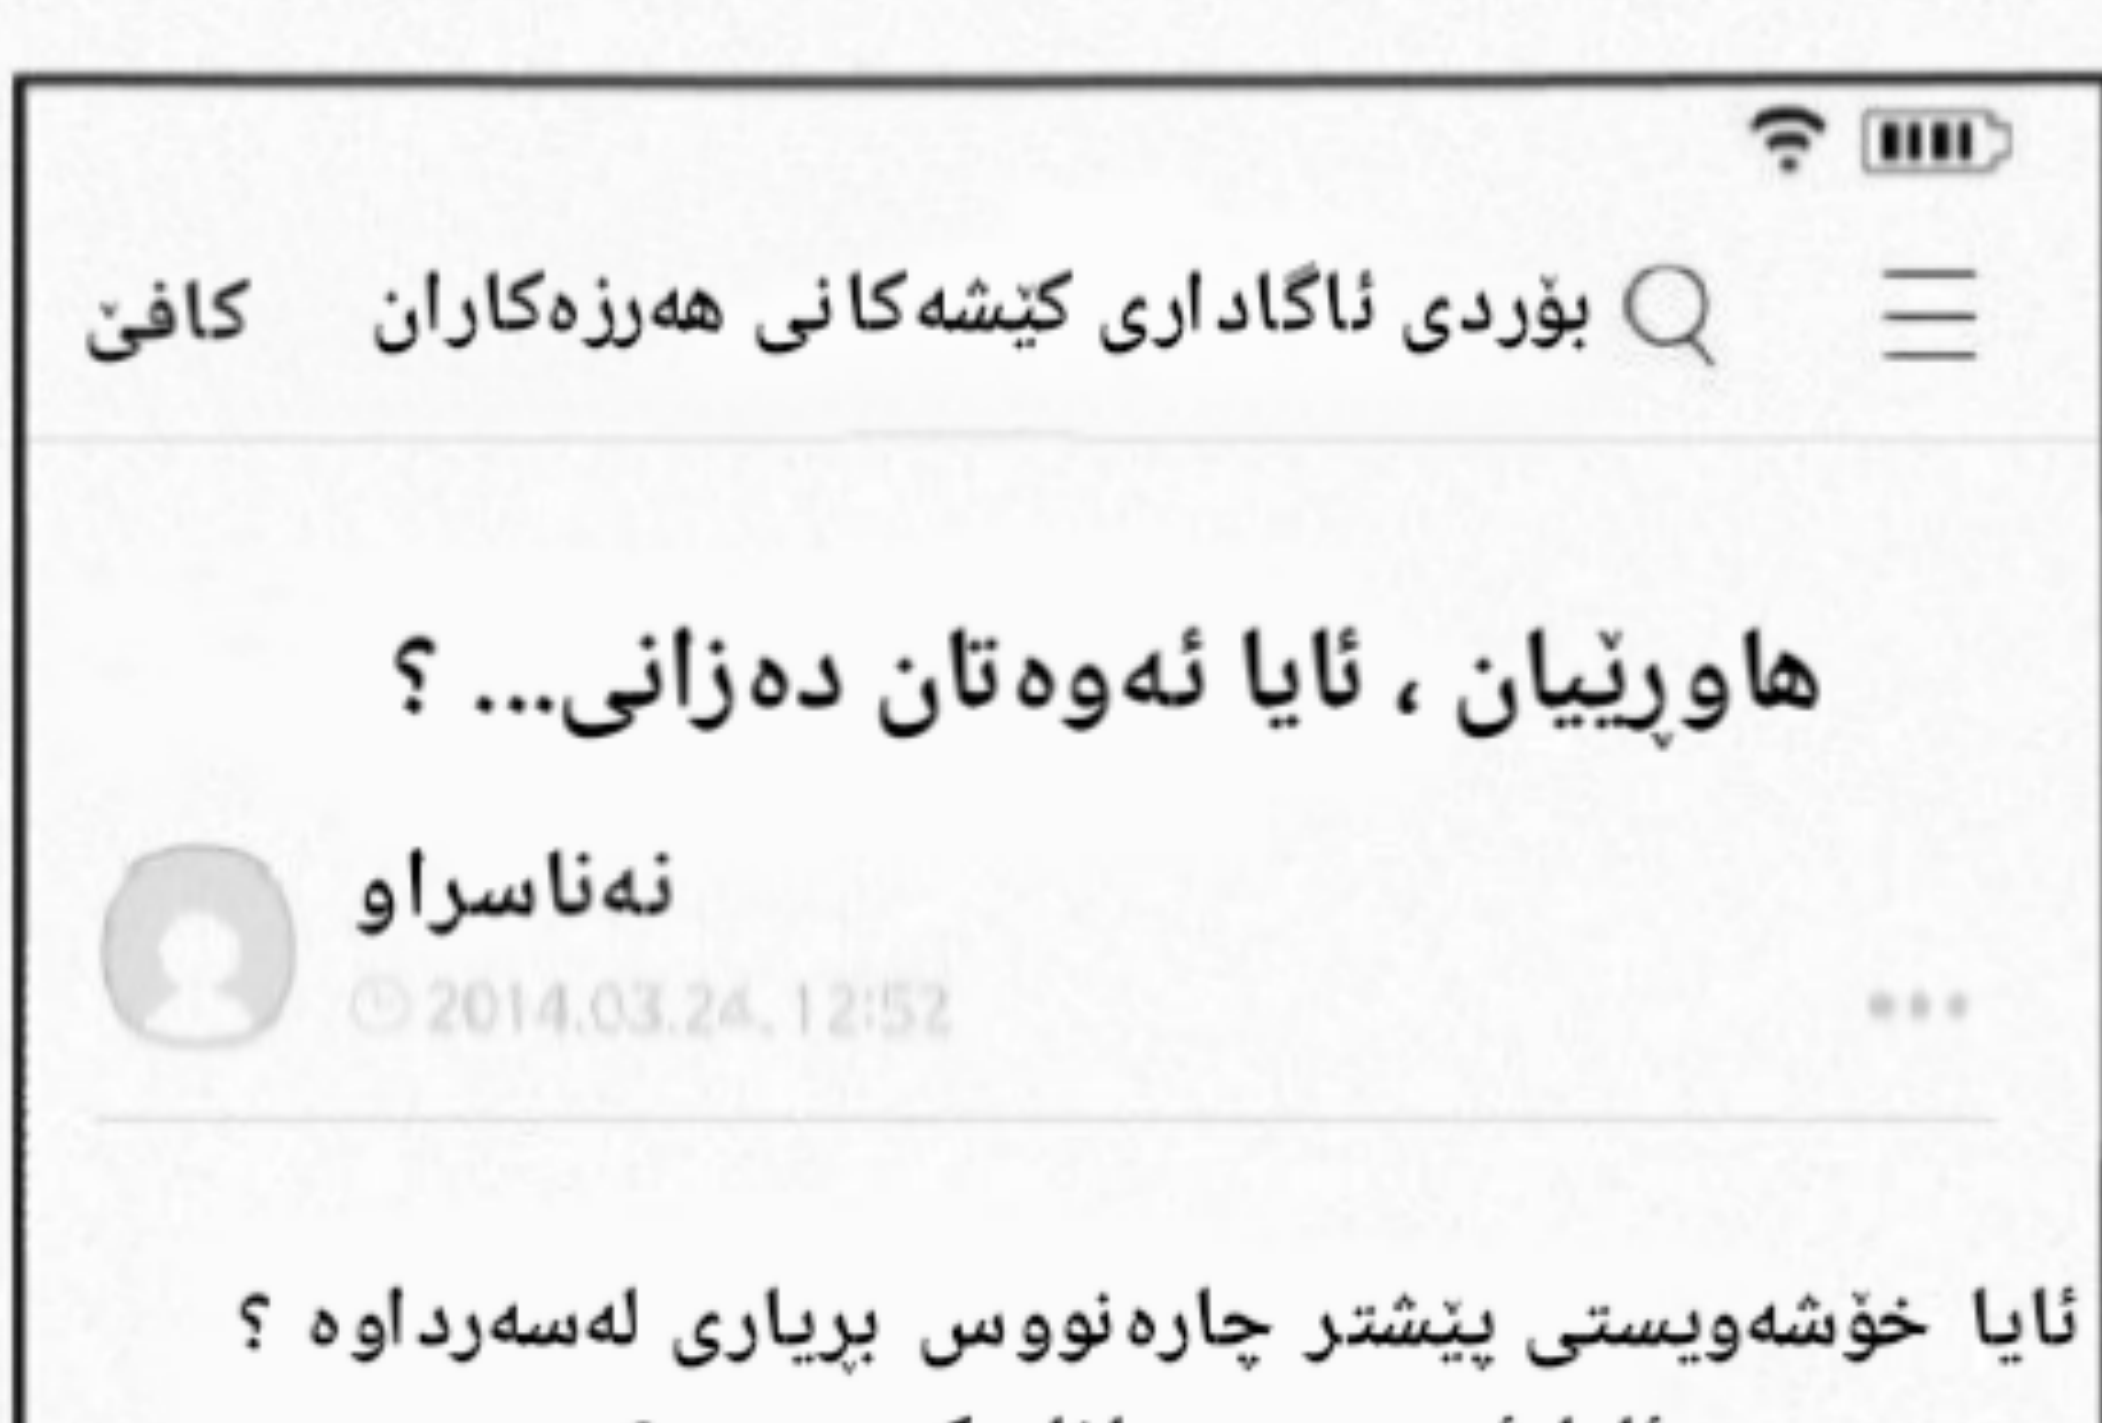 بۆردی ئاگاداری کێشەکانی هەرزەکاران کافێ
هاوڕێیان ، ئایا ئەوەتان دەزانی... ؟
نەناسراو
2014.03.24. 12:52
ئایا خۆشەویستی پێشتر چارەنووس بڕیاری لەسەرداوە ؟